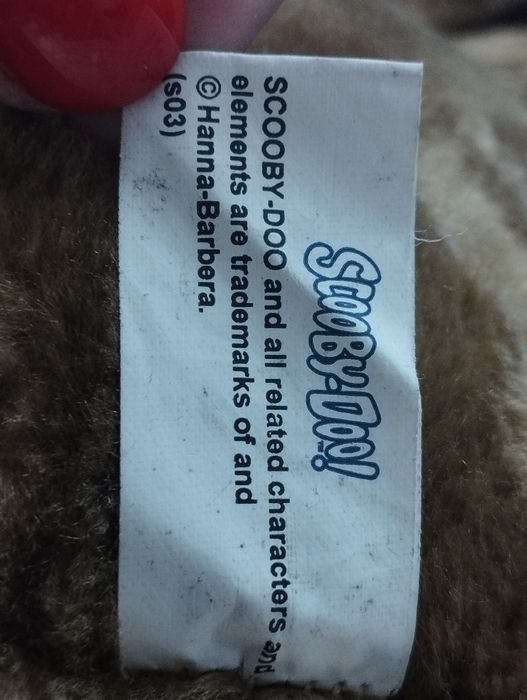 SCOOBY-DOO!
SCOOBY-DOO and all related characters and
elements are trademarks of and
© Hanna-Barbera.
(s03)